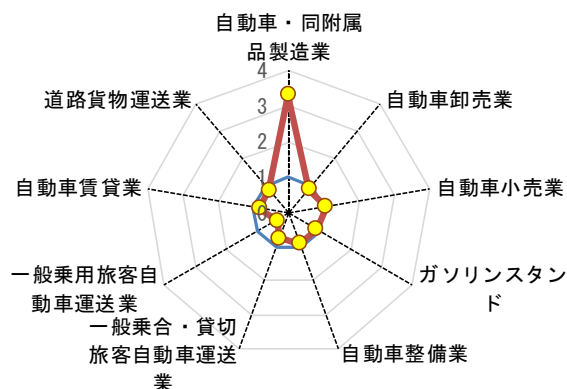 自動車・同附属
品製造業
自動車卸売業
自動車小売業
ガソリンスタン
ド
自動車整備業
一般乗合・貸切
旅客自動車運送
業
一般乗用旅客自
動車運送業
自動車賃貸業
道路貨物運送業
4
3
2
1
0